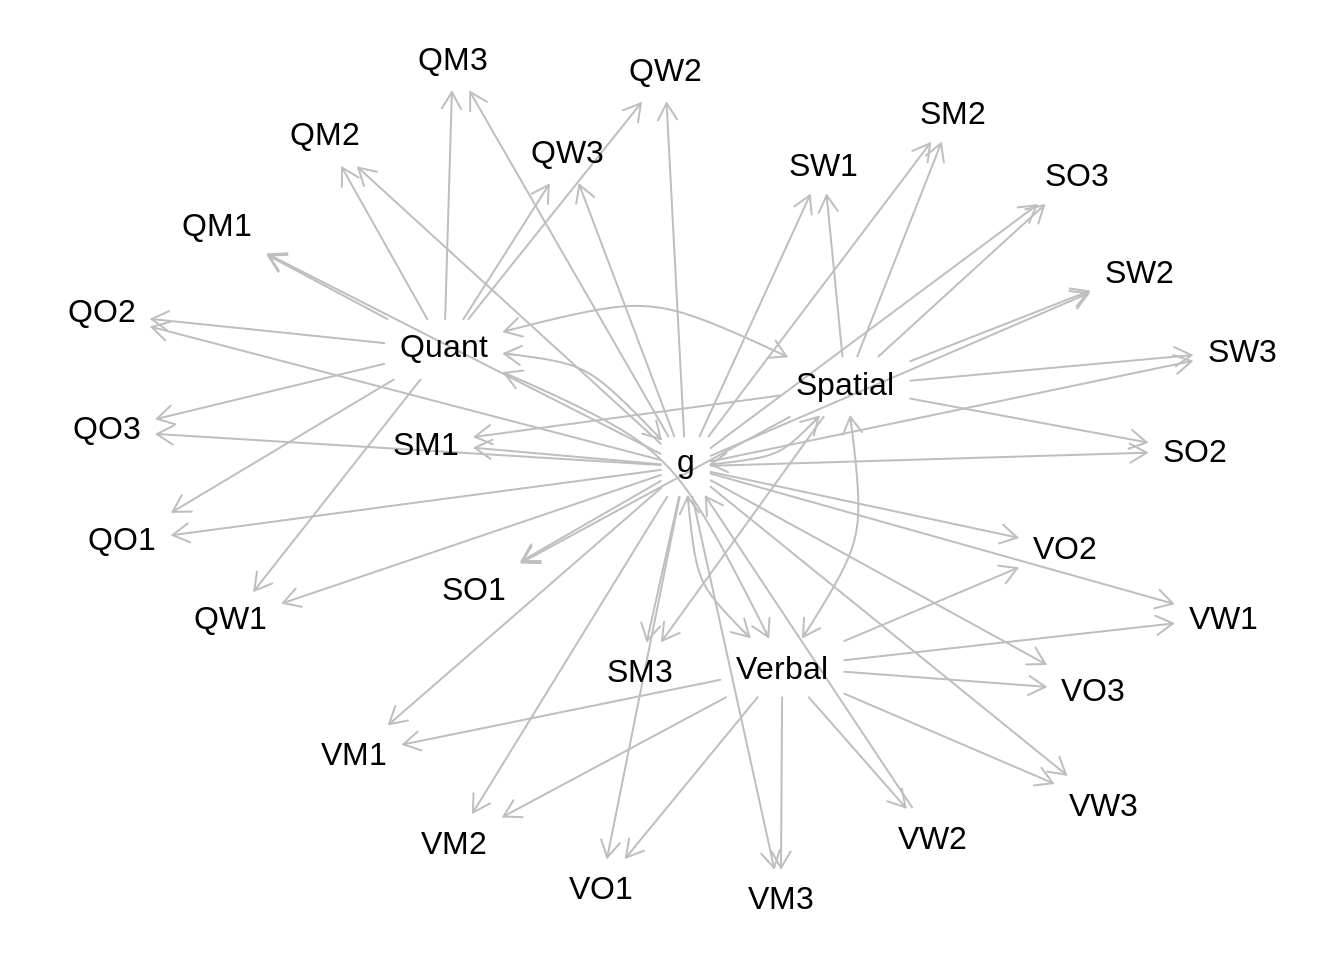 QM3
QW2
SM2
QM2
QW3
SW1
SO3
QM1
SW2
QO2
Quant
SW3
Spatial
QO3
SM1
g
SO2
QO1
VO2
SO1
QW1
VW1
SM3
Verbal
VO3
VM1
VW3
VM2
VW2
VO1
VM3